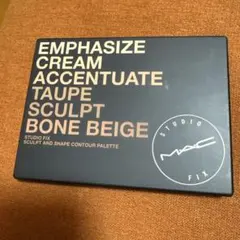 EMPHASIZE
CREAM
ACCENTUATE
TAUPE
SCULPT
BONE BEIGE
STUDIO FIX
SCULPT AND SHAPE CONTOUR PALETTE
STUDIO
MAC
FIX